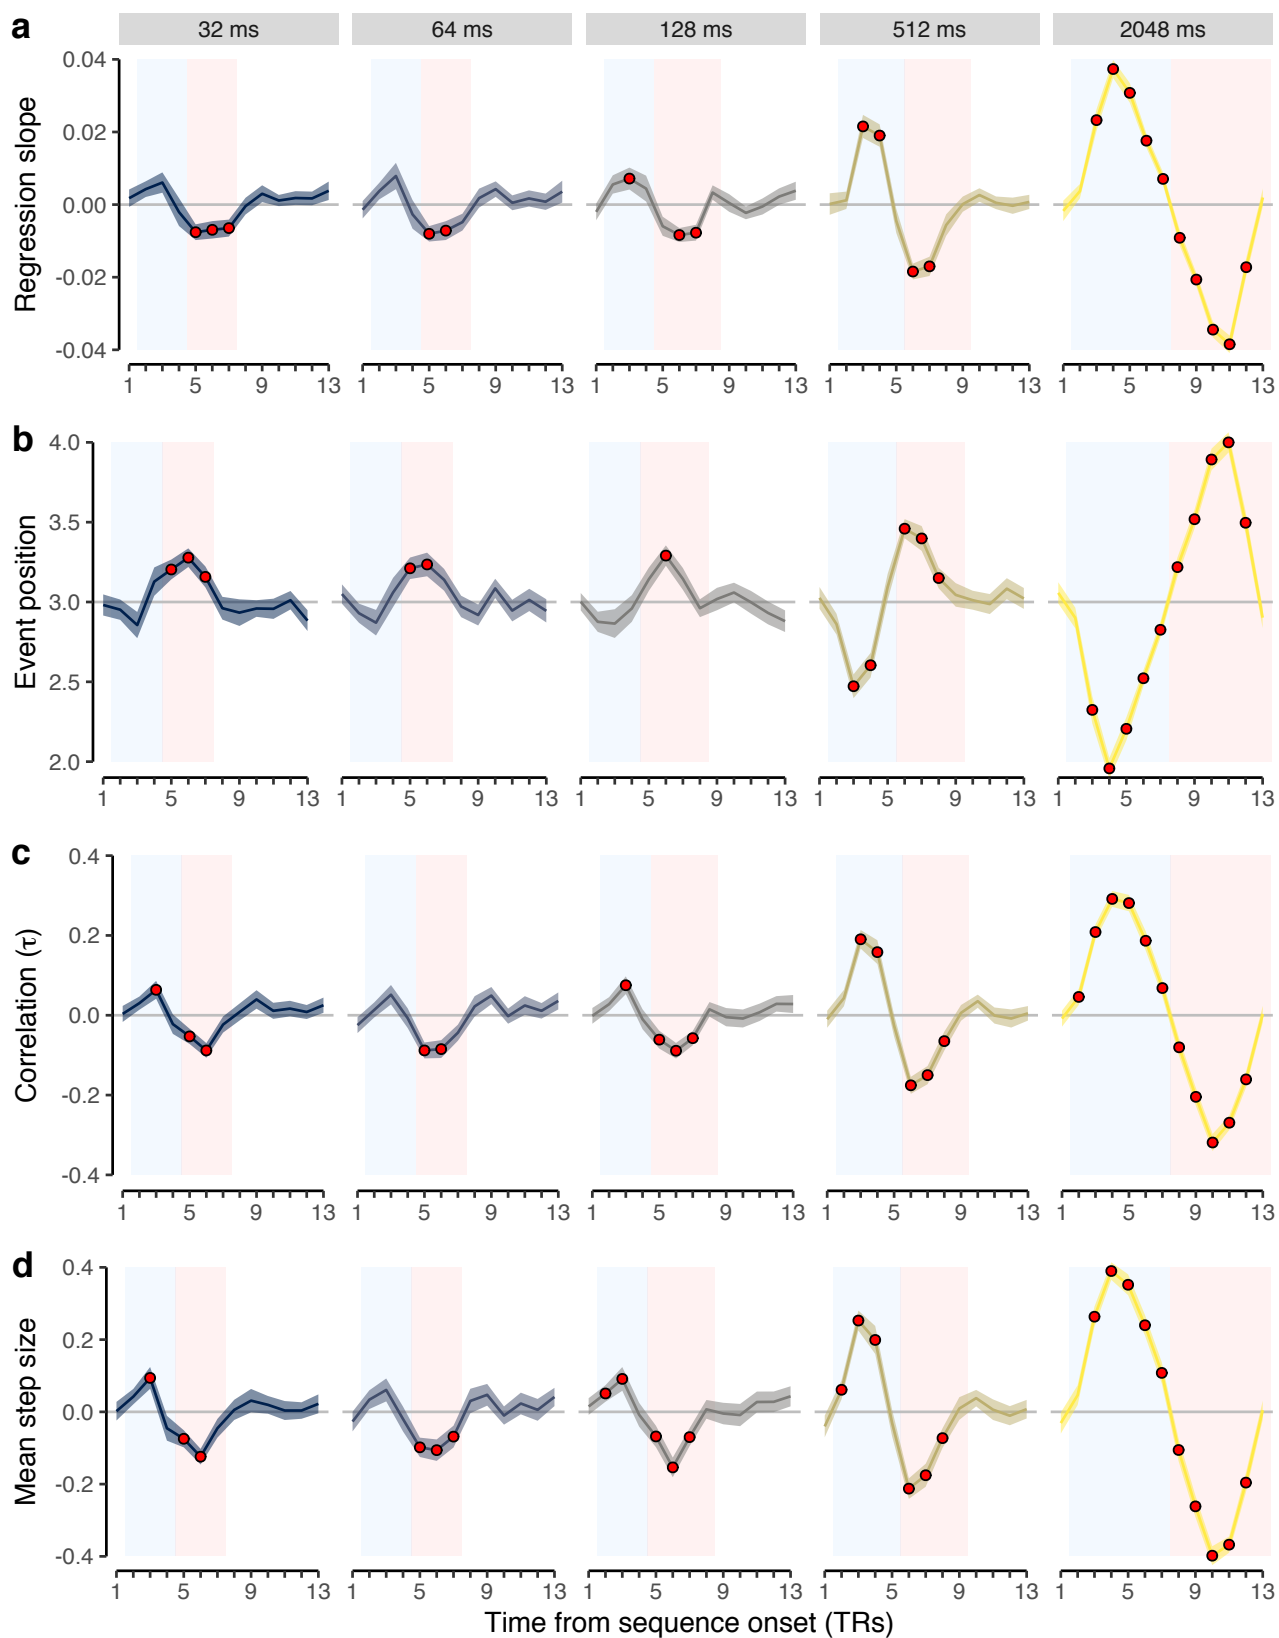 a
32 ms 64 ms 128 ms 512 ms 2048 ms
Regression slope
0.04
0.02
0.00
-0.02
-0.04
1 5 9 13 1 5 9 13 1 5 9 13 1 5 9 13 1 5 9 13
b
Event position
4.0
3.5
3.0
2.5
2.0
1 5 9 13 1 5 9 13 1 5 9 13 1 5 9 13 1 5 9 13
c
Correlation (τ)
0.4
0.2
0.0
-0.2
-0.4
1 5 9 13 1 5 9 13 1 5 9 13 1 5 9 13 1 5 9 13
d
Mean step size
0.4
0.2
0.0
-0.2
-0.4
1 5 9 13 1 5 9 13 1 5 9 13 1 5 9 13 1 5 9 13
Time from sequence onset (TRs)